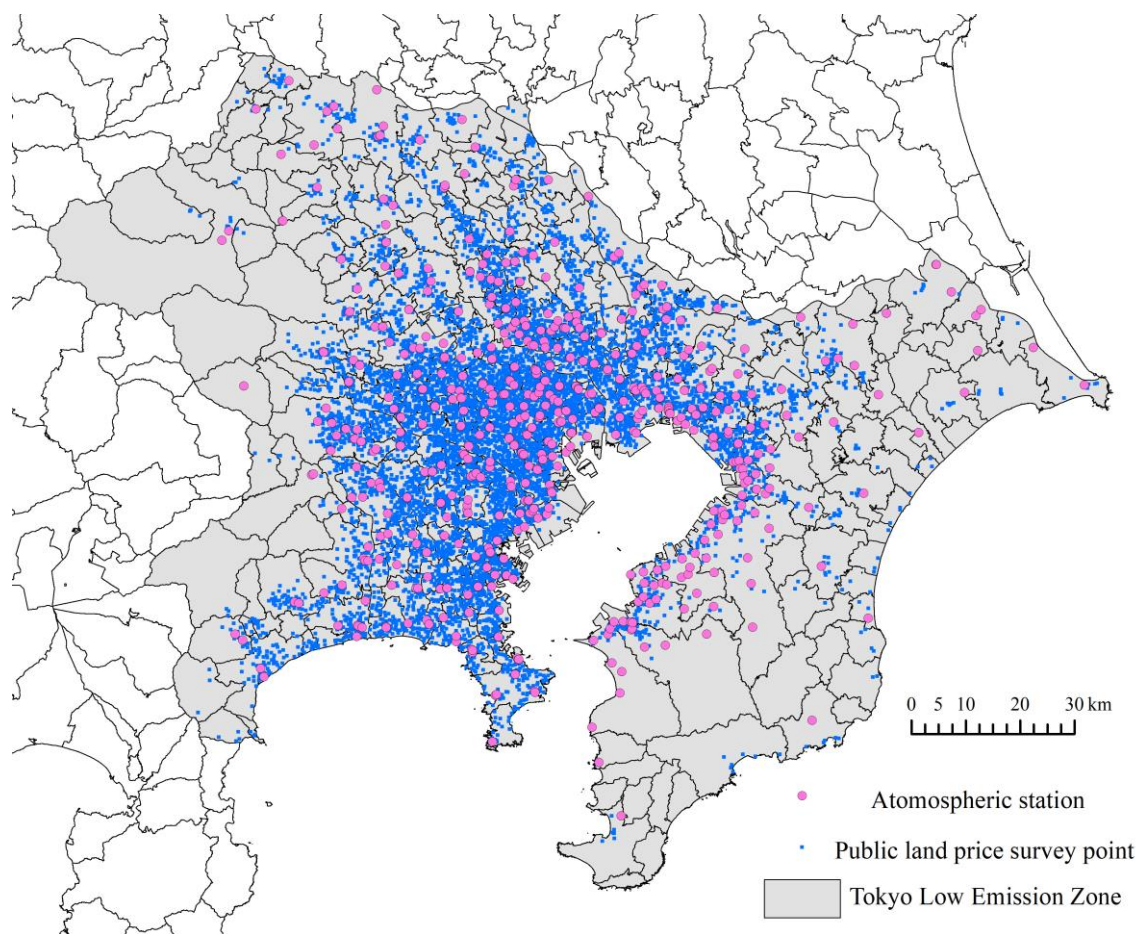 0 5 10 20 30 km
Atomospheric station
Public land price survey point
Tokyo Low Emission Zone